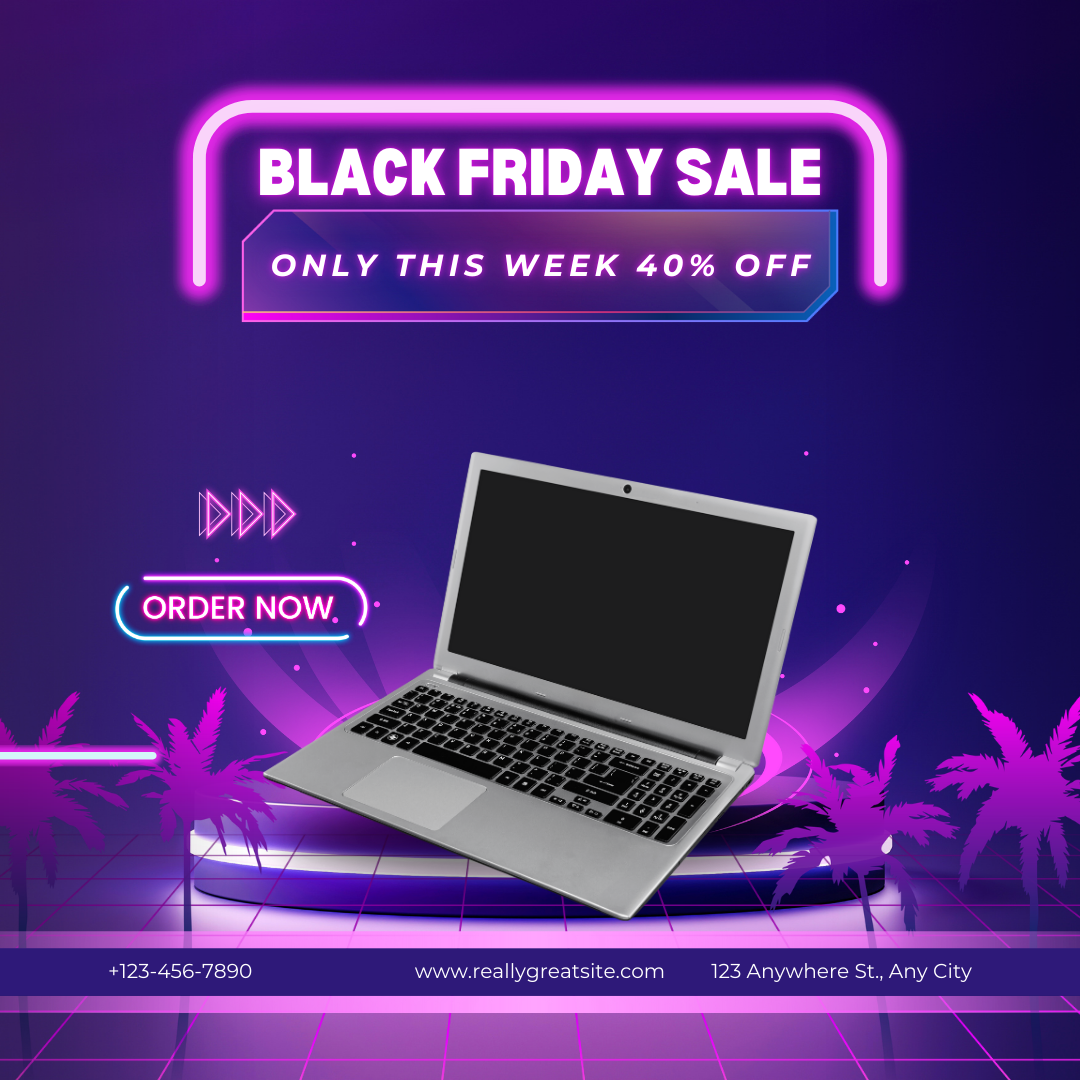 BLACK FRIDAY SALE
ONLY THIS WEEK 40% OFF
ORDER NOW
+123-456-7890 www.reallygreatsite.com 123 Anywhere St., Any City